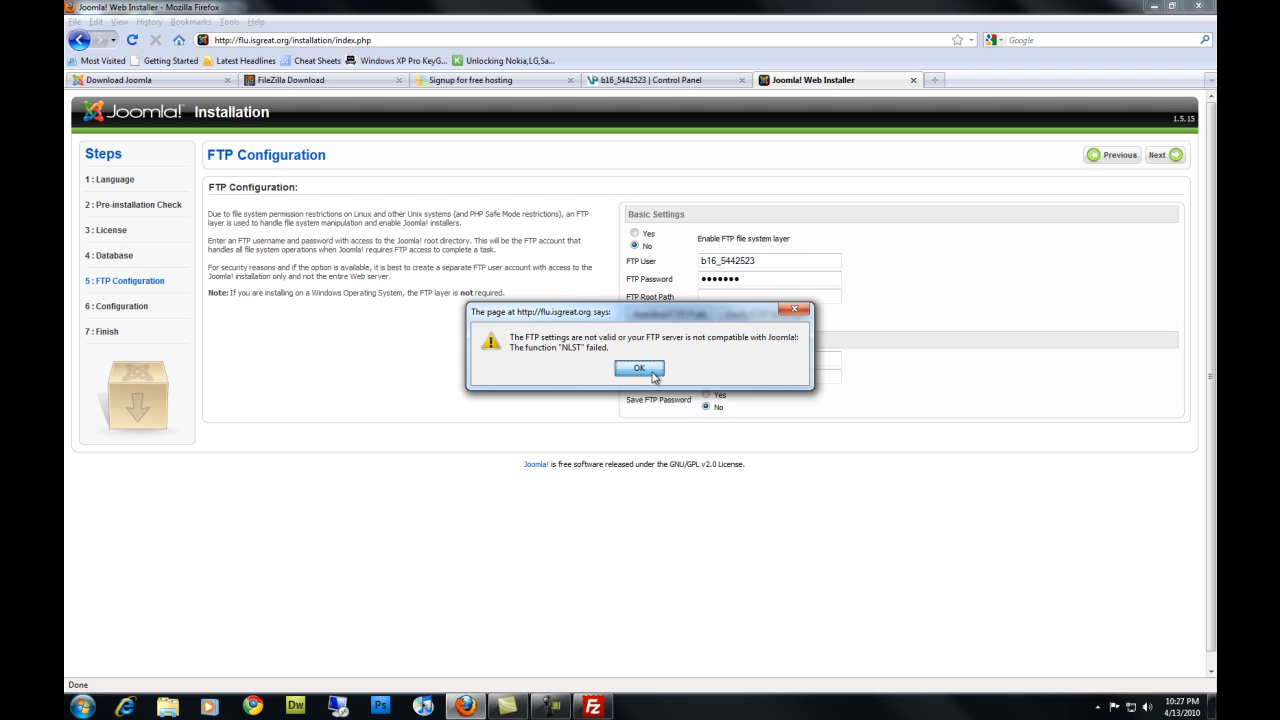 Joomla! Web Installer - Mozilla Firefox
File Edit View History Bookmarks Tools Help
http://flu.isgreat.org/installation/index.php
Google
Most Visited Getting Started Latest Headlines Cheat Sheets Windows XP Pro KeyG... Unlocking Nokia,LG,Sa...
Download Joomla
FileZilla Download
Signup for free hosting
b16_5442523 | Control Panel
Joomla! Web Installer
Joomla! Installation
1.5.15
Steps
1 : Language
2 : Pre-installation Check
3 : License
4 : Database
5 : FTP Configuration
6 : Configuration
7 : Finish
FTP Configuration
Previous
Next
FTP Configuration:
Due to file system permission restrictions on Linux and other Unix systems (and PHP Safe Mode restrictions), an FTP
layer is used to handle file system manipulation and enable Joomla! installers.
Enter an FTP username and password with access to the Joomla! root directory. This will be the FTP account that
handles all file system operations when Joomla! requires FTP access to complete a task.
For security reasons and if the option is available, it is best to create a separate FTP user account with access to the
Joomla! installation only and not the entire Web server.
Note: If you are installing on a Windows Operating System, the FTP layer is not required.
Basic Settings
Yes
No
Enable FTP file system layer
FTP User
b16_5442523
FTP Password
•••••••
FTP Root Path
The page at http://flu.isgreat.org says:
The FTP settings are not valid or your FTP server is not compatible with Joomla!:
The function "NLST" failed.
OK
Save FTP Password
Yes
No
Joomla! is free software released under the GNU/GPL v2.0 License.
Done
Dw
Ps
Fz
10:27 PM
4/13/2010